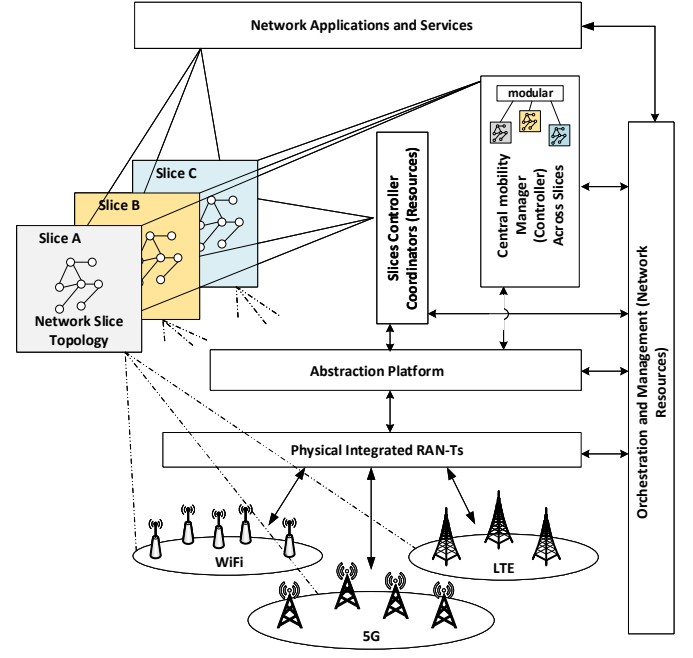 Network Applications and Services
modular
Central mobility
Manager
(Controller)
Across Slices
Slices Controller
Coordinators (Resources)
Orchestration and Management (Network
Resources)
Slice C
Slice B
Slice A
Network Slice
Topology
Abstraction Platform
Physical Integrated RAN-Ts
WiFi
LTE
5G